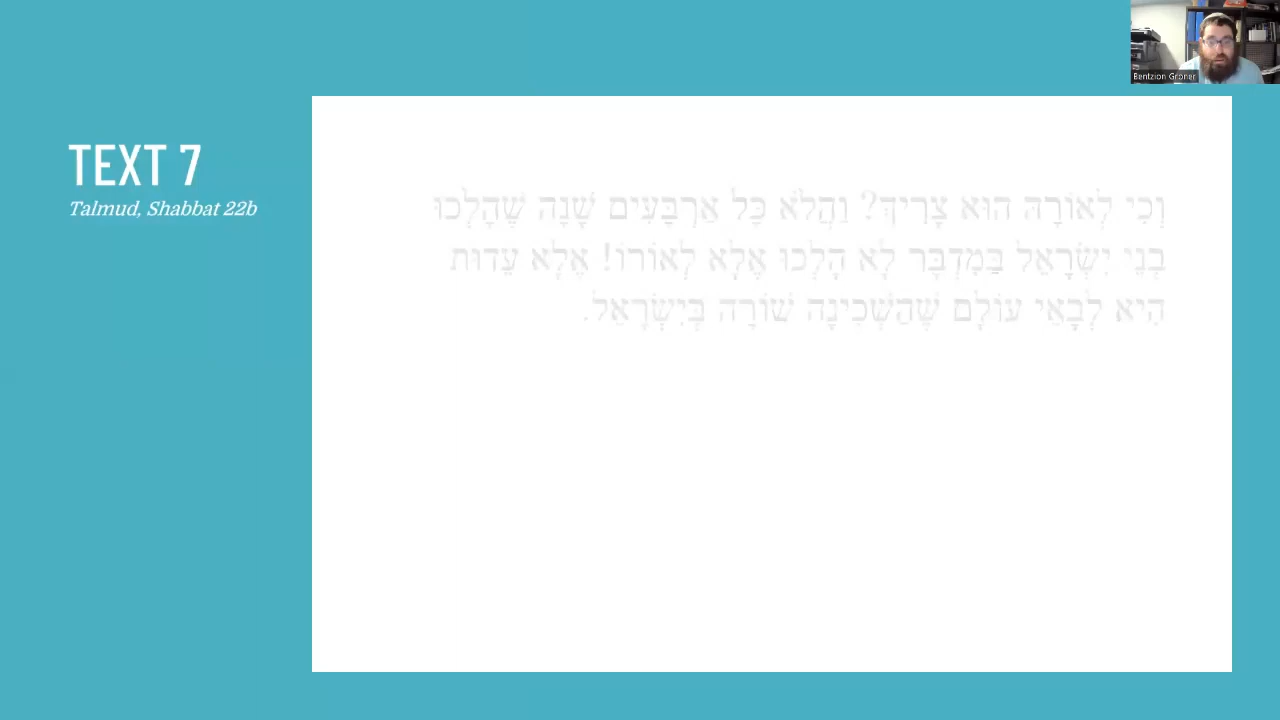 Bentzion Groner
TEXT 7
Talmud, Shabbat 22b
וְכִי לְאוֹרָהּ הוּא צָרִיךְ? וַהֲלֹא כָּל אַרְבָּעִים שָׁנָה שֶׁהָלְכוּ
בְּנֵי יִשְׂרָאֵל בַּמִּדְבָּר לֹא הָלְכוּ אֶלָּא לְאוֹרוֹ! אֶלָּא עֵדוּת
הִיא לְבָאֵי עוֹלָם שֶׁהַשְּׁכִינָה שׁוֹרָה בְּיִשְׂרָאֵל.